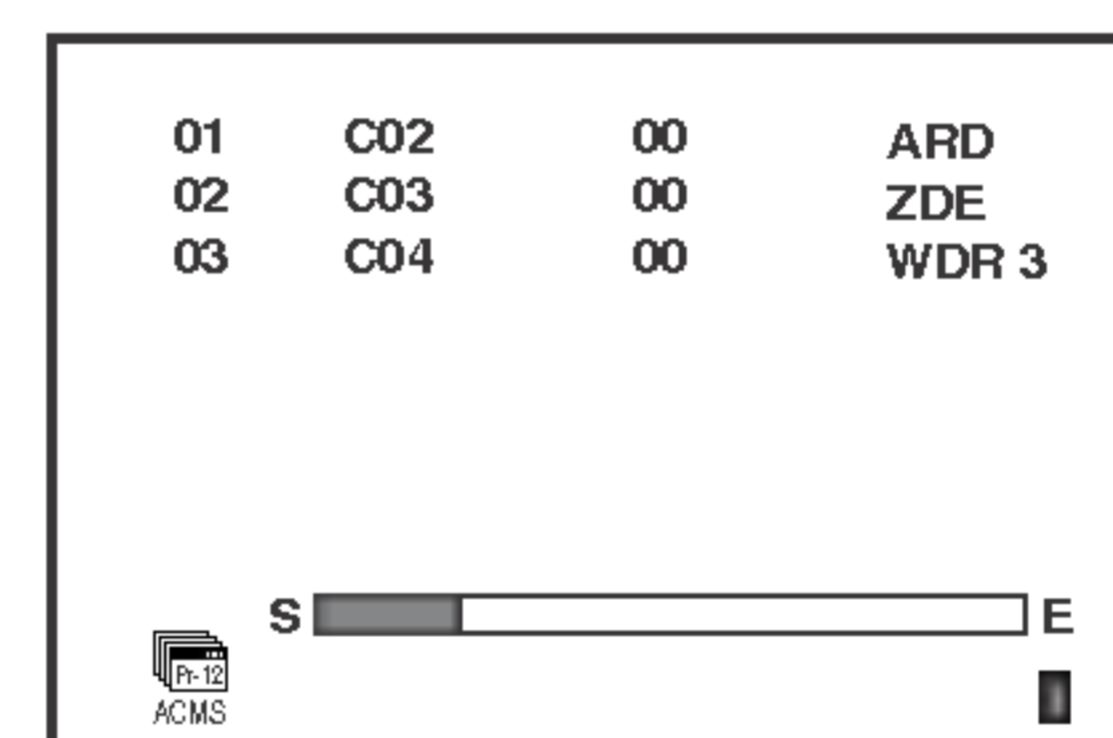 01 C02 00 ARD
02 C03 00 ZDE
03 C04 00 WDR 3
S E
Pr-12
ACMS